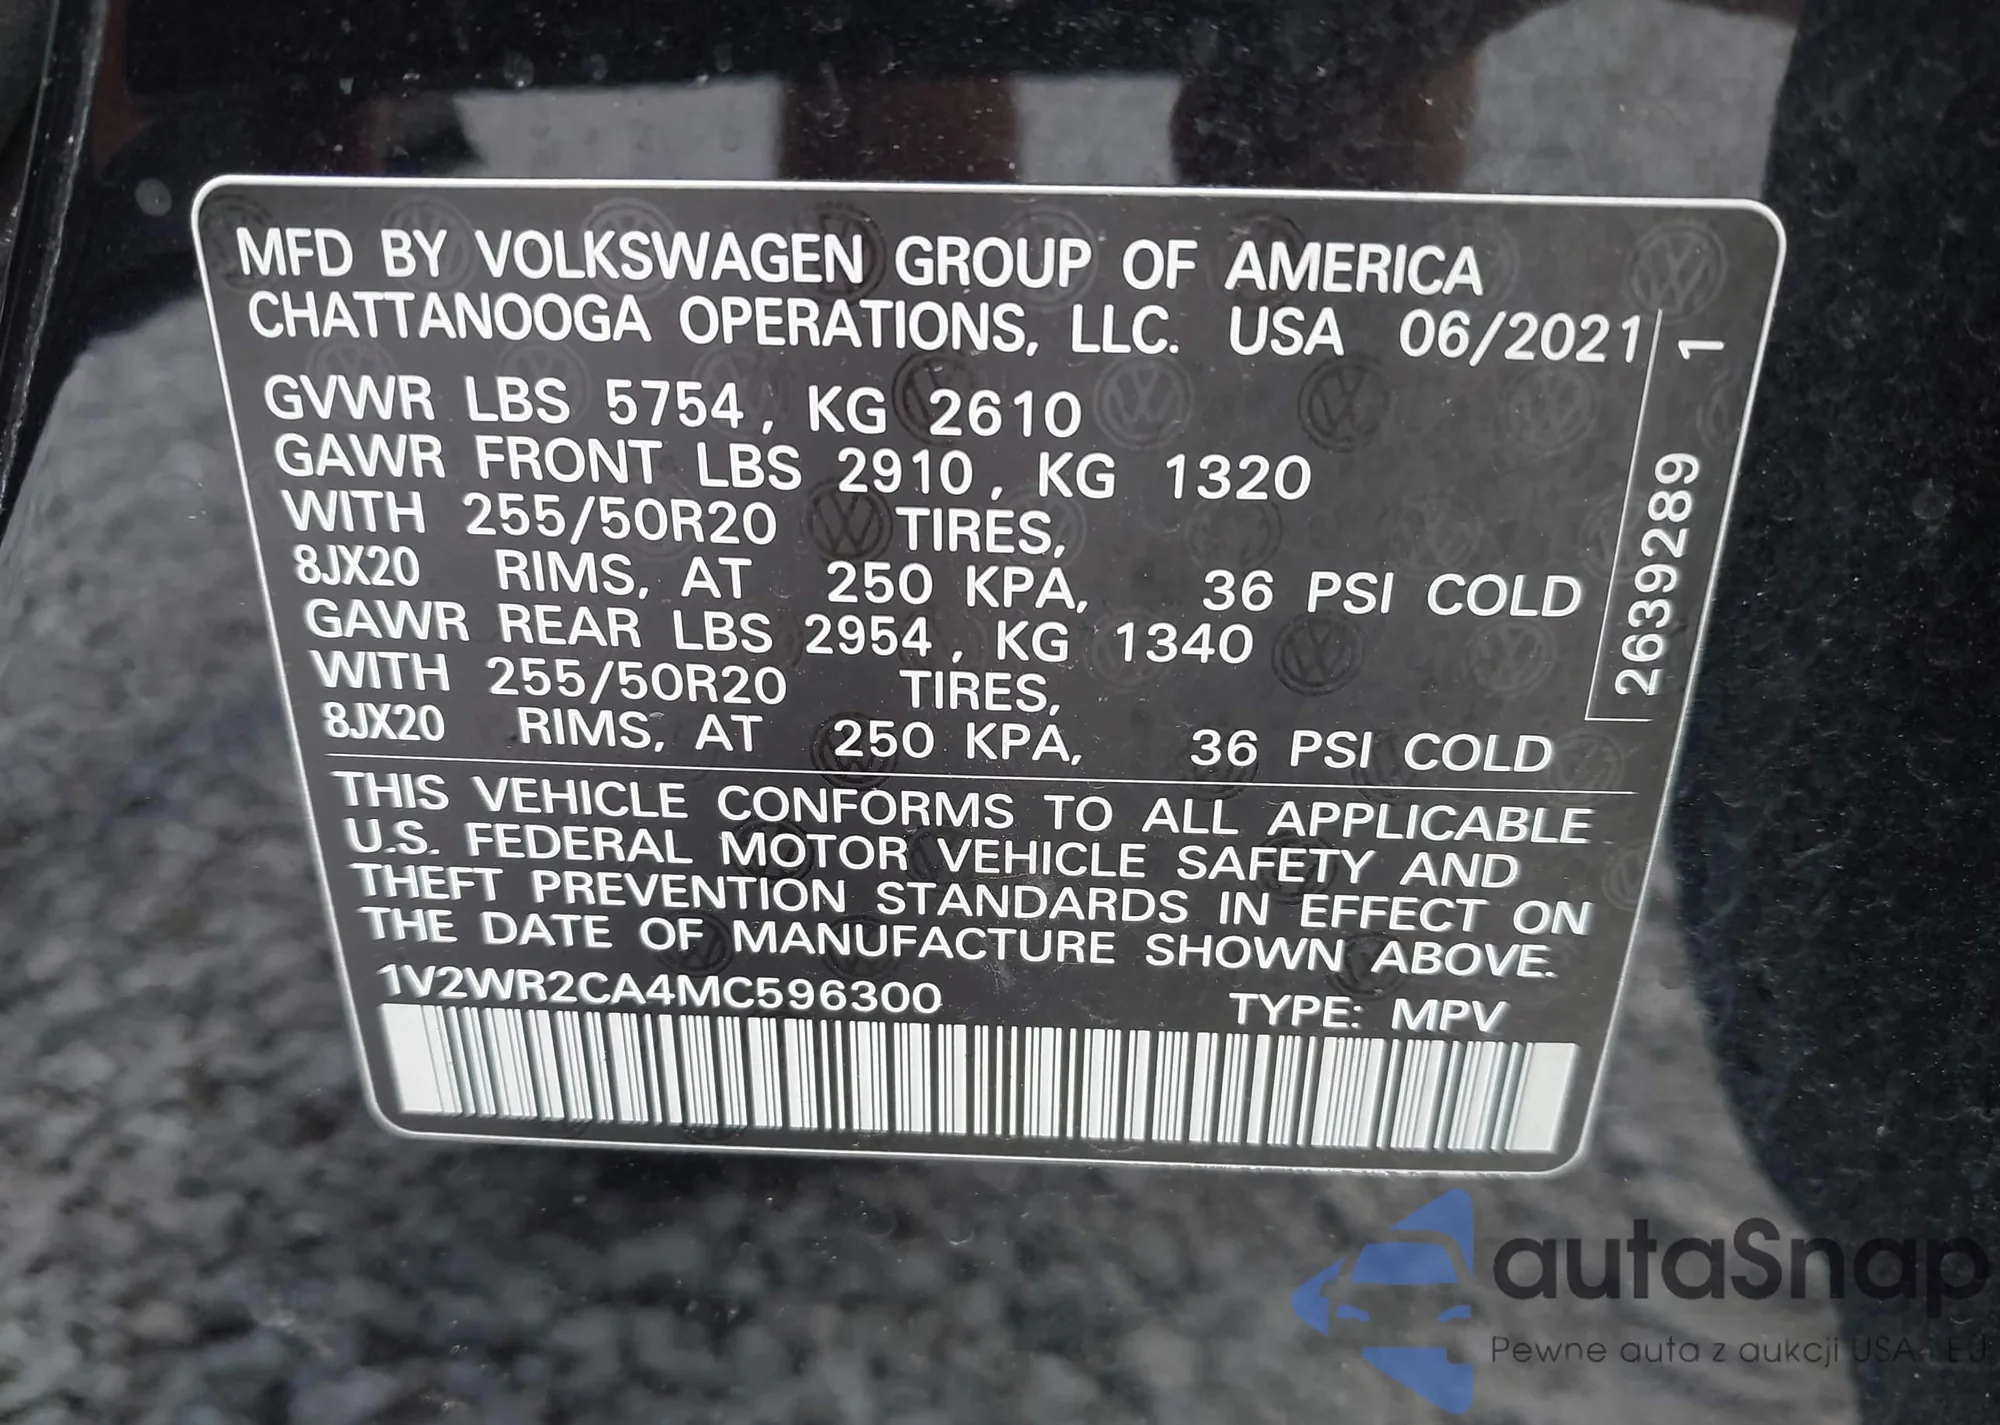 MFD BY VOLKSWAGEN GROUP OF AMERICA
CHATTANOOGA OPERATIONS, LLC. USA 06/2021
GVWR LBS 5754, KG 2610
GAWR FRONT LBS 2910, KG 1320
WITH 255/50R20 TIRES,
8JX20 RIMS, AT 250 KPA, 36 PSI COLD
GAWR REAR LBS 2954, KG 1340
WITH 255/50R20 TIRES,
8JX20 RIMS, AT 250 KPA, 36 PSI COLD
2639289 1
THIS VEHICLE CONFORMS TO ALL APPLICABLE
U.S. FEDERAL MOTOR VEHICLE SAFETY AND
THEFT PREVENTION STANDARDS IN EFFECT ON
THE DATE OF MANUFACTURE SHOWN ABOVE.
1V2WR2CA4MC596300 TYPE: MPV
autaSnap
Pewne auta z aukcji USA i EJ